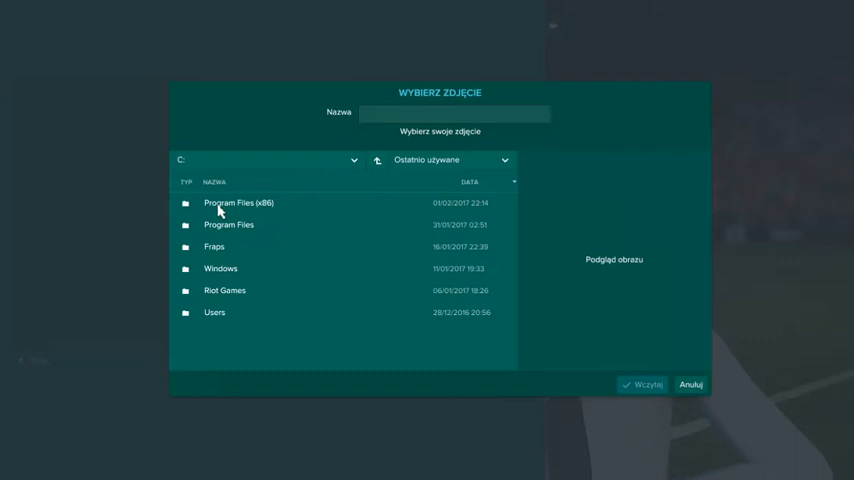 WYBIERZ ZDJĘCIE
Nazwa
Wybierz swoje zdjęcie
C: Ostatnio używane
TYP NAZWA DATA
Program Files (x86) 01/02/2017 22:14
Program Files 31/01/2017 02:51
Fraps 16/01/2017 22:39
Windows 11/01/2017 19:33
Riot Games 06/01/2017 18:26
Users 28/12/2016 20:56
Podgląd obrazu
Wczytaj Anuluj